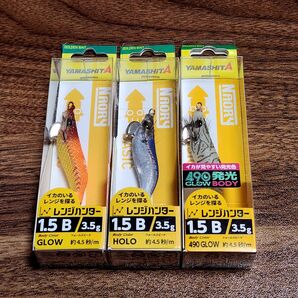 YAMASHITA
イカのいる
レンジを探る
レンジハンター
1.5 B 3.5g
GLOW
約4.5秒/m
YAMASHITA
イカのいる
レンジを探る
レンジハンター
1.5 B 3.5g
HOLO
約4.5秒/m
YAMASHITA
イカが見やすい発光色
490 発光
GLOW BODY
レンジハンター
1.5 B 3.5g
490 GLOW
約4.5秒/m